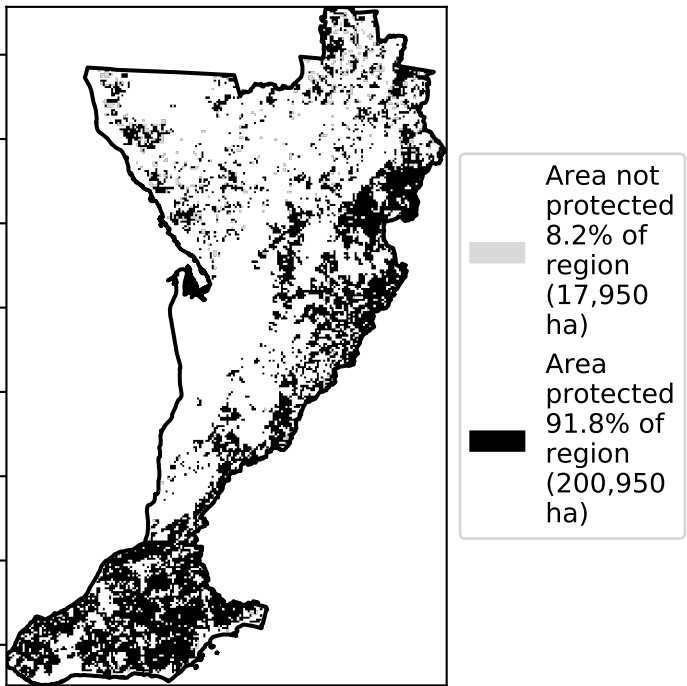 Area not
protected
8.2% of
region
(17,950
ha)
Area
protected
91.8% of
region
(200,950
ha)